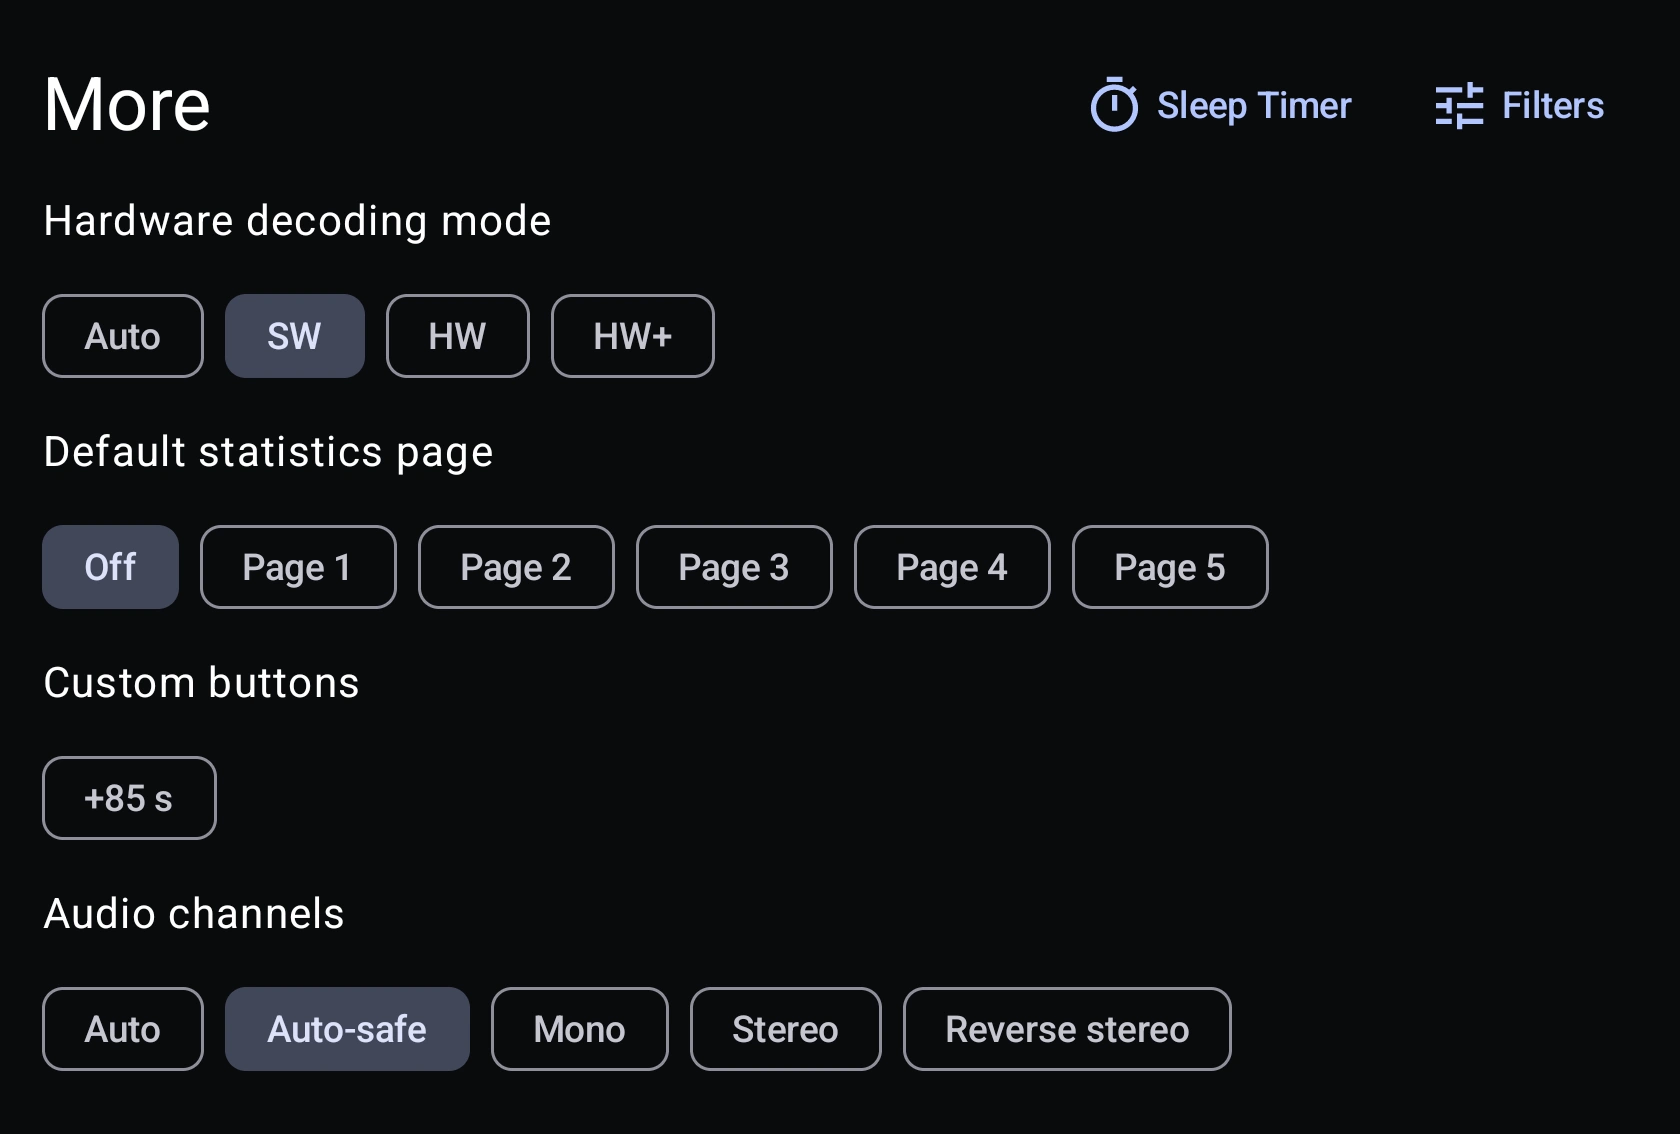 More
Sleep Timer
Filters
Hardware decoding mode
Auto
SW
HW
HW+
Default statistics page
Off
Page 1
Page 2
Page 3
Page 4
Page 5
Custom buttons
+85 s
Audio channels
Auto
Auto-safe
Mono
Stereo
Reverse stereo